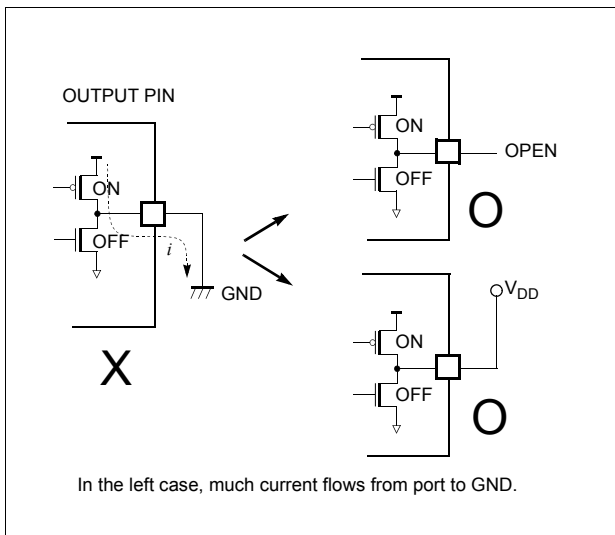 OUTPUT PIN
ON
OFF
i
GND
X
ON
OFF
OPEN
O
ON
OFF
VDD
O
In the left case, much current flows from port to GND.